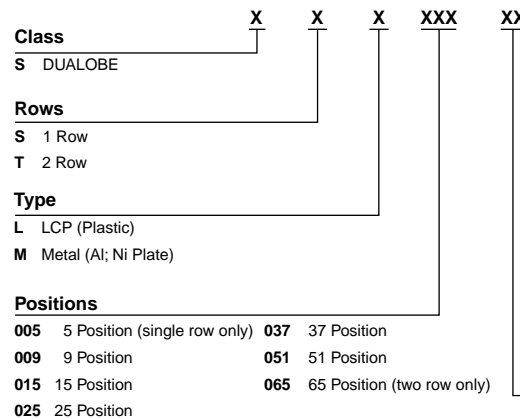 X X X XXX XX
Class
S DUALOBE
Rows
S 1 Row
T 2 Row
Type
L LCP (Plastic)
M Metal (Al; Ni Plate)
Positions
005 5 Position (single row only) 037 37 Position
009 9 Position 051 51 Position
015 15 Position 065 65 Position (two row only)
025 25 Position